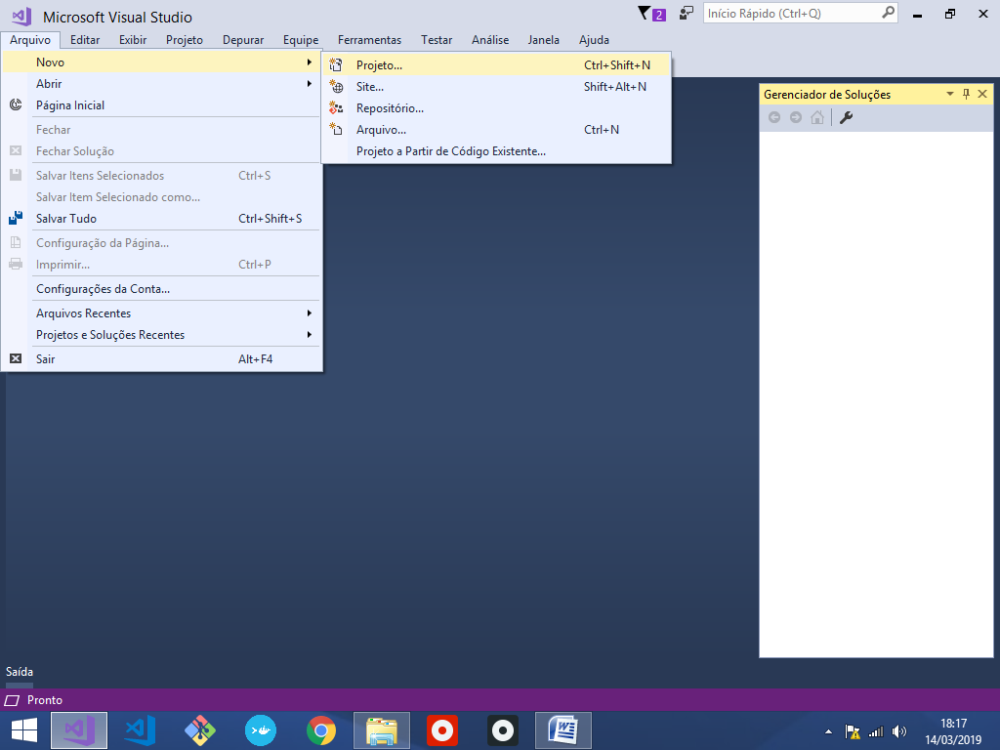 Microsoft Visual Studio
2
Início Rápido (Ctrl+Q)
Arquivo Editar Exibir Projeto Depurar Equipe Ferramentas Testar Análise Janela Ajuda
Novo
Abrir
Página Inicial
Fechar
Fechar Solução
Salvar Itens Selecionados Ctrl+S
Salvar Item Selecionado como...
Salvar Tudo Ctrl+Shift+S
Configuração da Página...
Imprimir... Ctrl+P
Configurações da Conta...
Arquivos Recentes
Projetos e Soluções Recentes
Sair Alt+F4
Projeto... Ctrl+Shift+N
Site... Shift+Alt+N
Repositório...
Arquivo... Ctrl+N
Projeto a Partir de Código Existente...
Gerenciador de Soluções
Saída
Pronto
18:17
14/03/2019